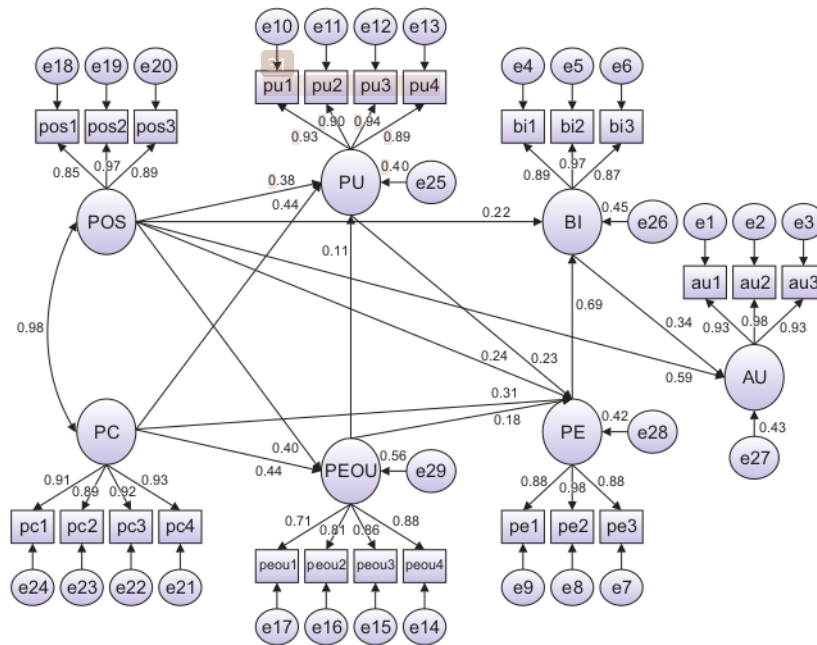 e10 e11 e12 e13
e18 e19 e20
e4 e5 e6
pu1 pu2 pu3 pu4
pos1 pos2 pos3
bi1 bi2 bi3
0.93 0.90 0.94 0.89
0.85 0.97 0.89
0.89 0.97 0.87
PU 0.40 e25
0.38
0.44
POS
0.22
BI 0.45 e26
e1 e2 e3
0.11
au1 au2 au3
0.69
0.98
0.34
0.93 0.98 0.93
0.24 0.23
0.59 AU
0.31
0.18
PC
PE 0.42 e28
0.43
e27
0.40
0.44
PEOU 0.56 e29
0.91 0.89 0.92 0.93
0.88 0.98 0.88
pc1 pc2 pc3 pc4
0.71 0.81 0.86 0.88
pe1 pe2 pe3
peou1 peou2 peou3 peou4
e24 e23 e22 e21
e9 e8 e7
e17 e16 e15 e14